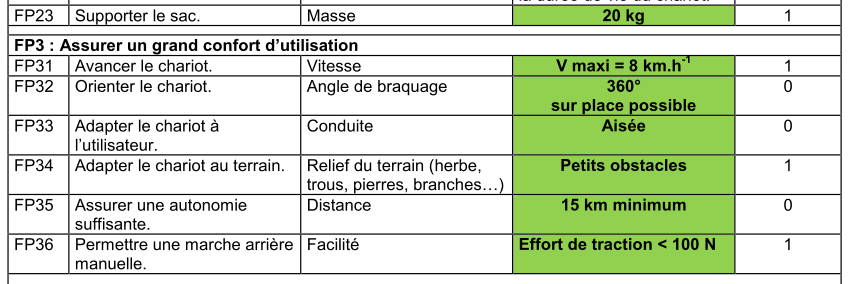 FP23 Supporter le sac. Masse 20 kg 1
FP3 : Assurer un grand confort d’utilisation
FP31 Avancer le chariot. Vitesse V maxi = 8 km.h⁻¹ 1
FP32 Orienter le chariot. Angle de braquage 360° 0
sur place possible
FP33 Adapter le chariot à Conduite Aisée 0
l’utilisateur.
FP34 Adapter le chariot au terrain. Relief du terrain (herbe, Petits obstacles 1
trous, pierres, branches…)
FP35 Assurer une autonomie Distance 15 km minimum 0
suffisante.
FP36 Permettre une marche arrière Facilité Effort de traction < 100 N 1
manuelle.